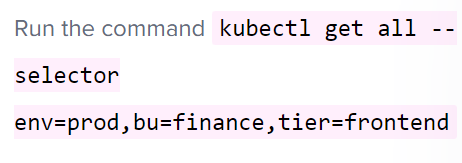 Run the command kubectl get all --
selector
env=prod,bu=finance,tier=frontend